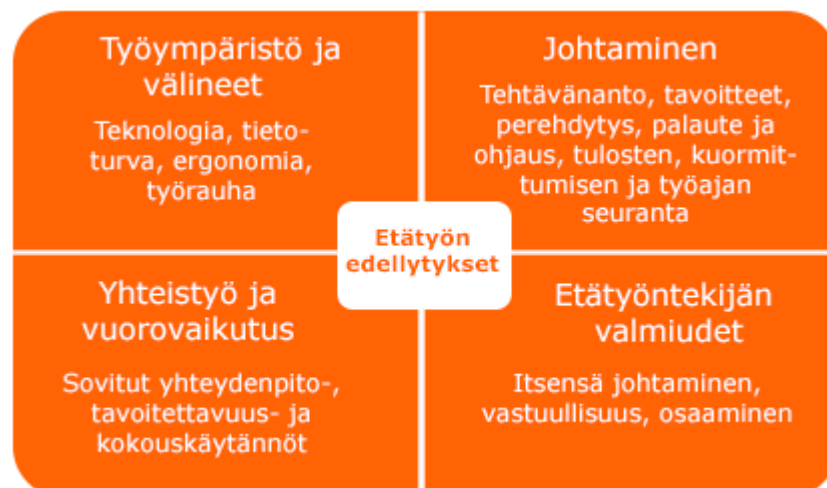 Työympäristö ja
välineet
Teknologia, tieto-
turva, ergonomia,
työrauha
Johtaminen
Tehtävänanto, tavoitteet,
perehdytys, palaute ja
ohjaus, tulosten, kuormit-
tumisen ja työajan
seuranta
Etätyön
edellytykset
Yhteistyö ja
vuorovaikutus
Sovitut yhteydenpito-,
tavoitettavuus- ja
kokouskäytännöt
Etätyöntekijän
valmiudet
Itsensä johtaminen,
vastuullisuus, osaaminen